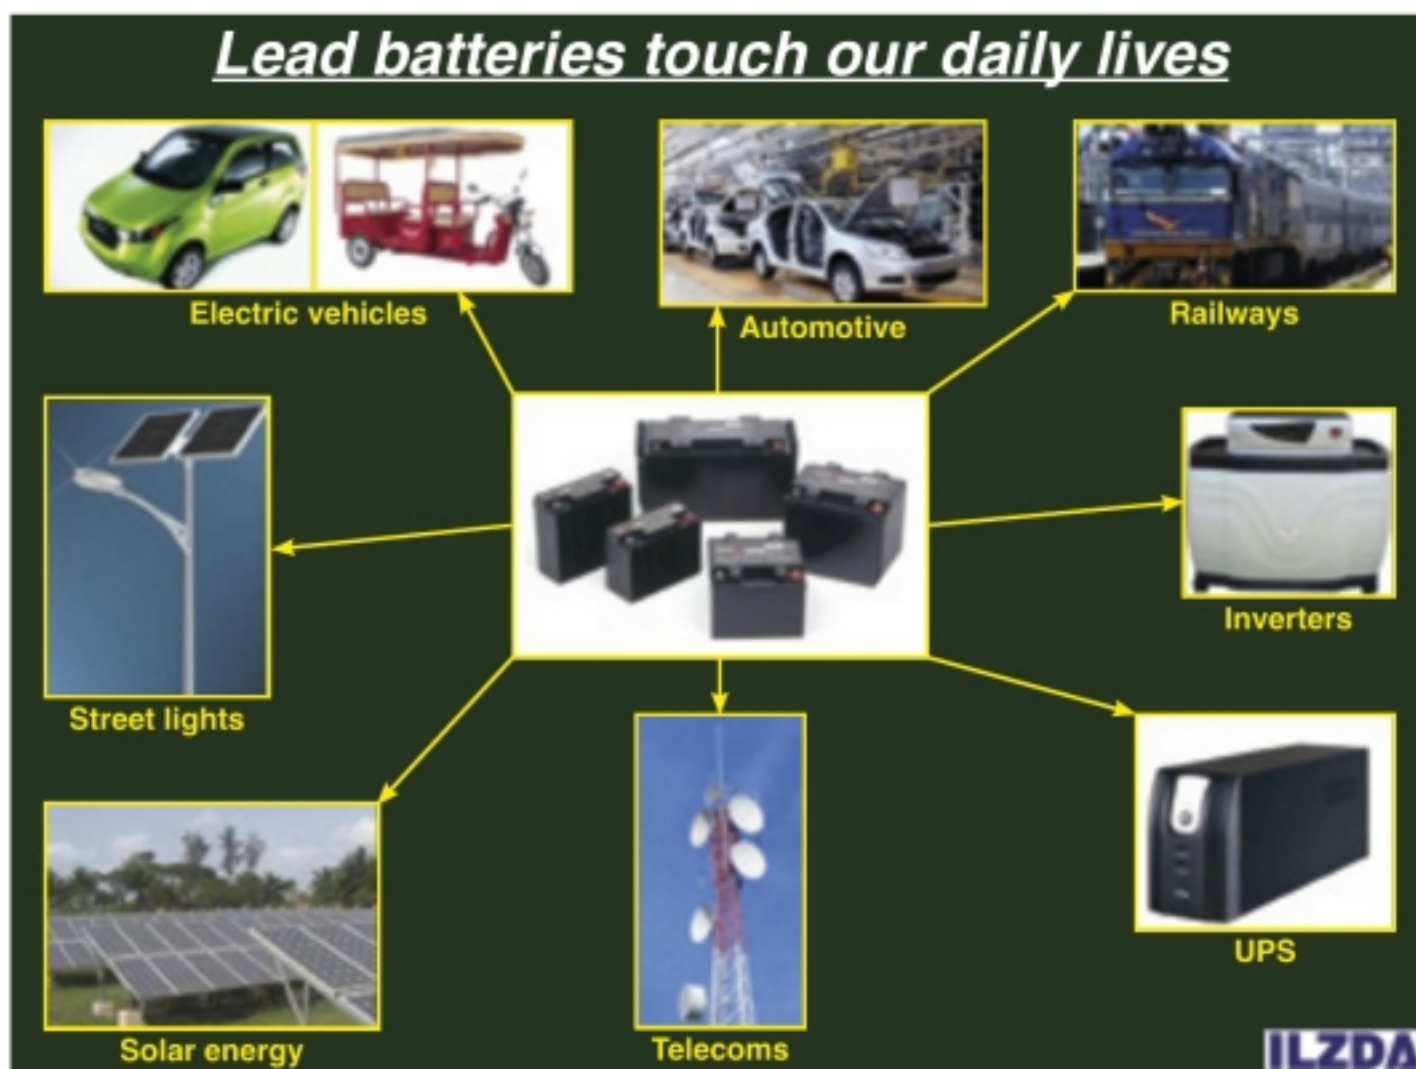 Lead batteries touch our daily lives
Electric vehicles
Automotive
Railways
Street lights
Inverters
Solar energy
Telecoms
UPS
ILZDA